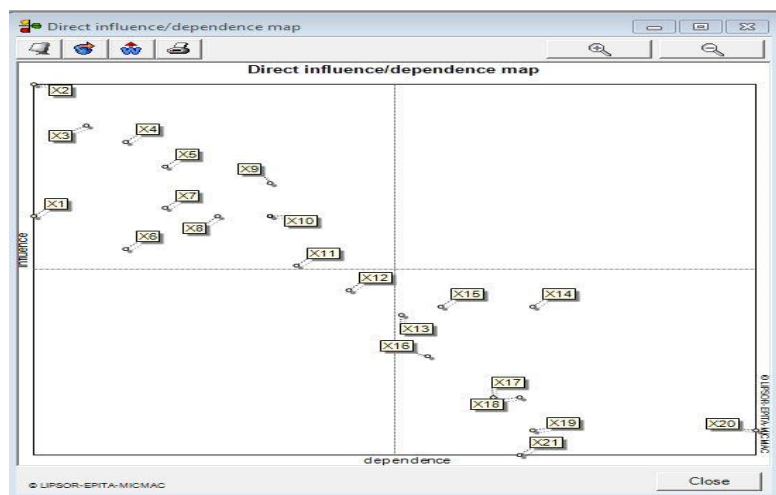 Direct influence/dependence map
Direct influence/dependence map
X2
X3
X4
X5
X9
X1
X7
X8
X10
X6
X11
X12
X15
X14
X13
X16
X17
X18
X19
X20
X21
influence
dependence
© LIPSOR-EPITA-MICMAC
© LIPSOR-EPITA-MICMAC
Close